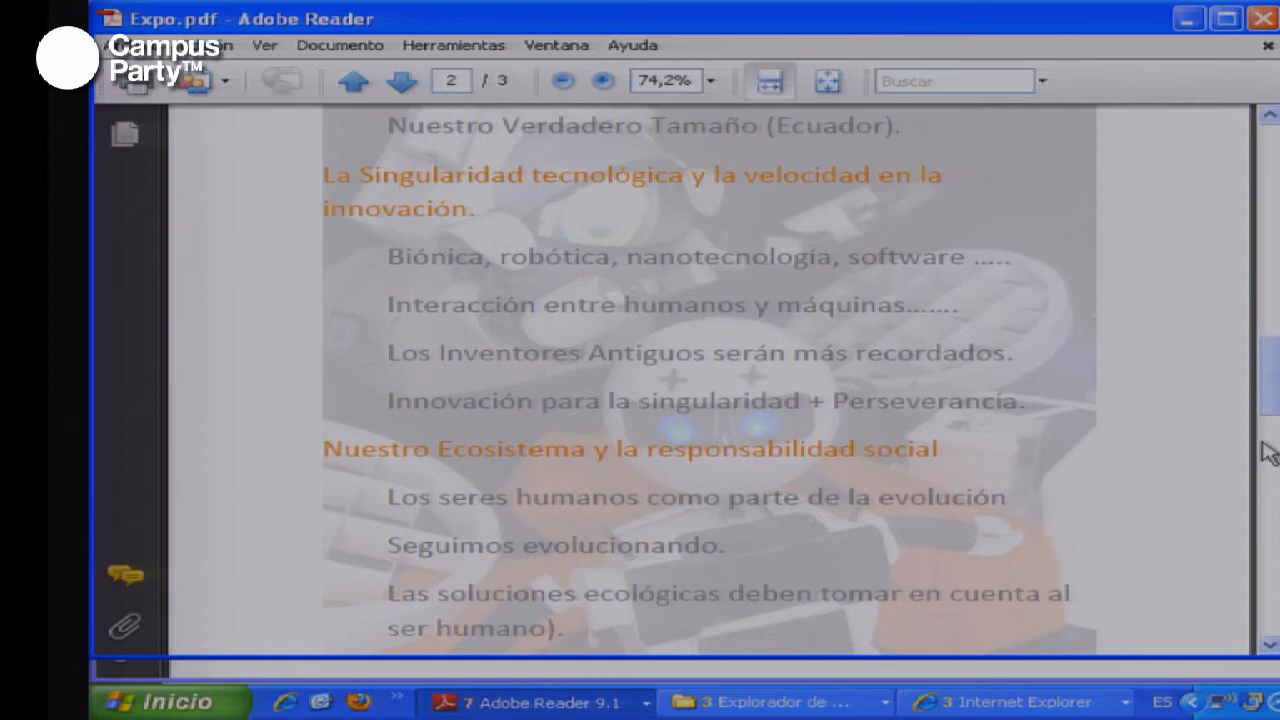 Expo.pdf - Adobe Reader
Campus
Party™
Ver Documento Herramientas Ventana Ayuda
2 / 3 74,2% Buscar
Nuestro Verdadero Tamaño (Ecuador).
La Singularidad tecnológica y la velocidad en la
innovación.
Biónica, robótica, nanotecnología, software .....
Interacción entre humanos y máquinas.......
Los Inventores Antiguos serán más recordados.
Innovación para la singularidad + Perseverancia.
Nuestro Ecosistema y la responsabilidad social
Los seres humanos como parte de la evolución
Seguimos evolucionando.
Las soluciones ecológicas deben tomar en cuenta al
ser humano).
Inicio 7 Adobe Reader 9.1 3 Explorador de ... 3 Internet Explorer ES